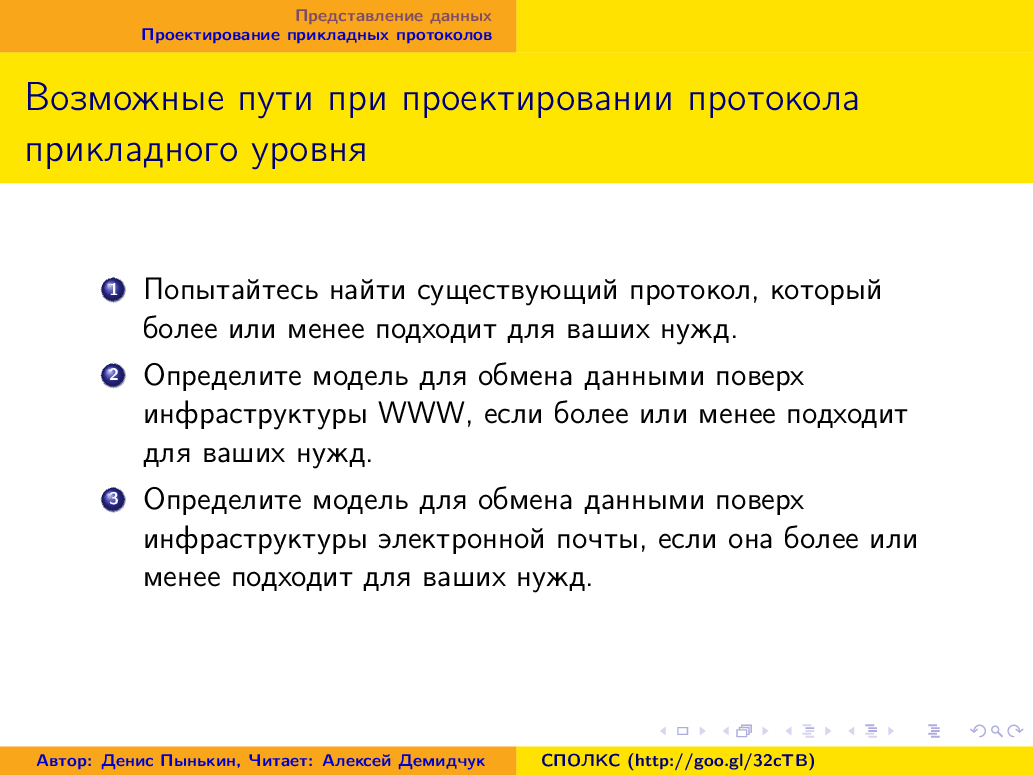 Представление данных
Проектирование прикладных протоколов
Возможные пути при проектировании протокола
прикладного уровня
1 Попытайтесь найти существующий протокол, который
более или менее подходит для ваших нужд.
2 Определите модель для обмена данными поверх
инфраструктуры WWW, если более или менее подходит
для ваших нужд.
3 Определите модель для обмена данными поверх
инфраструктуры электронной почты, если она более или
менее подходит для ваших нужд.
Автор: Денис Пынькин, Читает: Алексей Демидчук
СПОЛКС (http://goo.gl/32cTB)